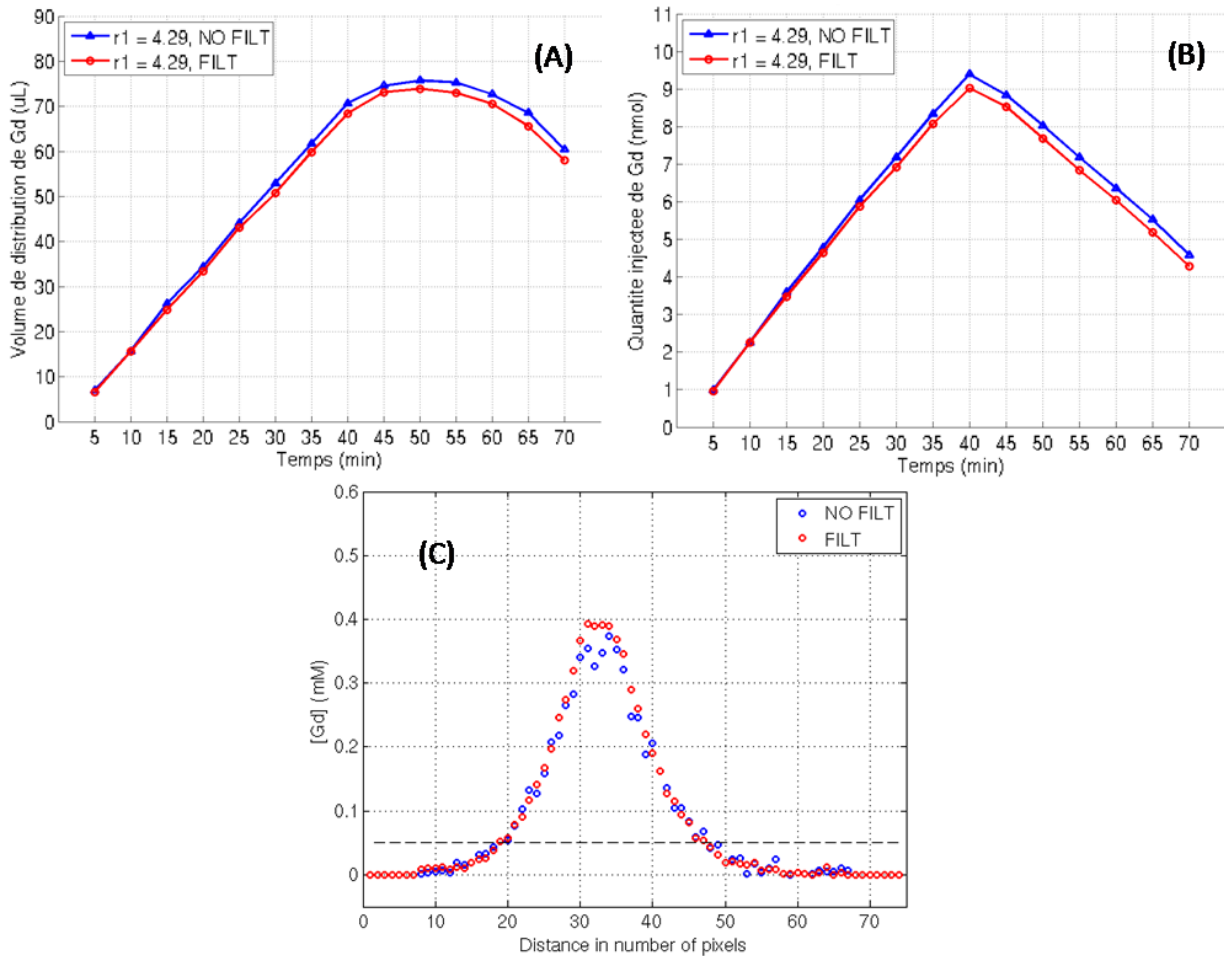 (A)
r1 = 4.29, NO FILT
r1 = 4.29, FILT
Volume de distribution de Gd (uL)
90
80
70
60
50
40
30
20
10
0
5 10 15 20 25 30 35 40 45 50 55 60 65 70
Temps (min)
(B)
r1 = 4.29, NO FILT
r1 = 4.29, FILT
Quantite injectee de Gd (nmol)
11
10
9
8
7
6
5
4
3
2
1
0
5 10 15 20 25 30 35 40 45 50 55 60 65 70
Temps (min)
(C)
NO FILT
FILT
[Gd] (mM)
0.6
0.5
0.4
0.3
0.2
0.1
0
0 10 20 30 40 50 60 70
Distance in number of pixels